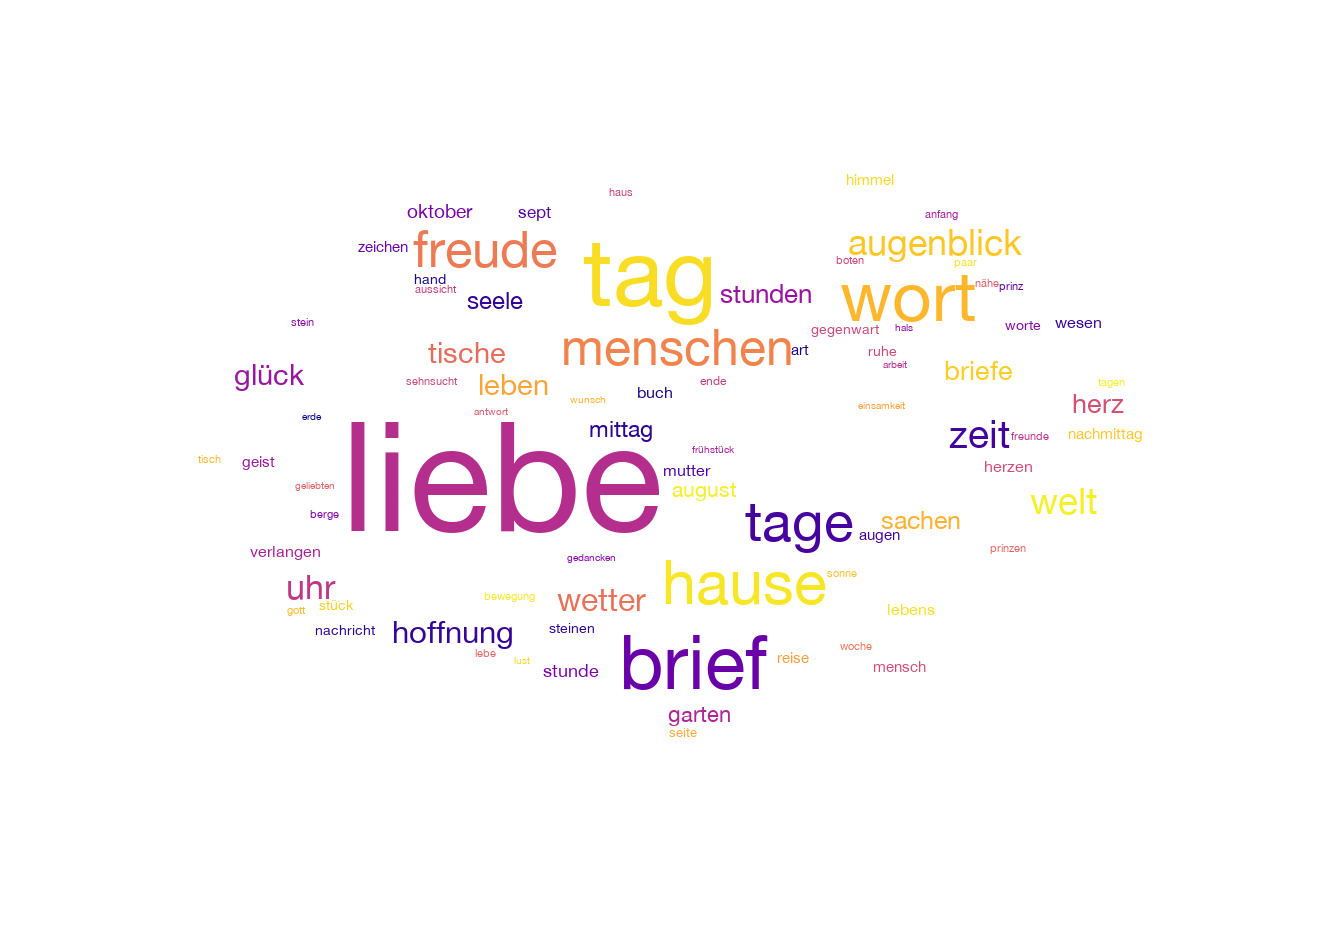 himmel
haus
oktober
sept
anfang
zeichen
freude
tag
augenblick
boten
paar
hand
aussicht
seele
stunden
wort
nähe
prinz
stein
gegenwart
hals
worte
wesen
tische
menschen
art
ruhe
arbeit
glück
sehnsucht
leben
ende
briefe
tagen
wunsch
buch
antwort
einsamkeit
herz
erde
mittag
zeit
freunde
nachmittag
tisch
geist
liebe
frühstück
mutter
herzen
geliebten
august
berge
tage
sachen
welt
augen
verlangen
gedancken
prinzen
uhr
hause
sonne
bewegung
wetter
gott
stück
lebens
nachricht
hoffnung
steinen
lebe
lust
stunde
brief
reise
woche
mensch
garten
seite